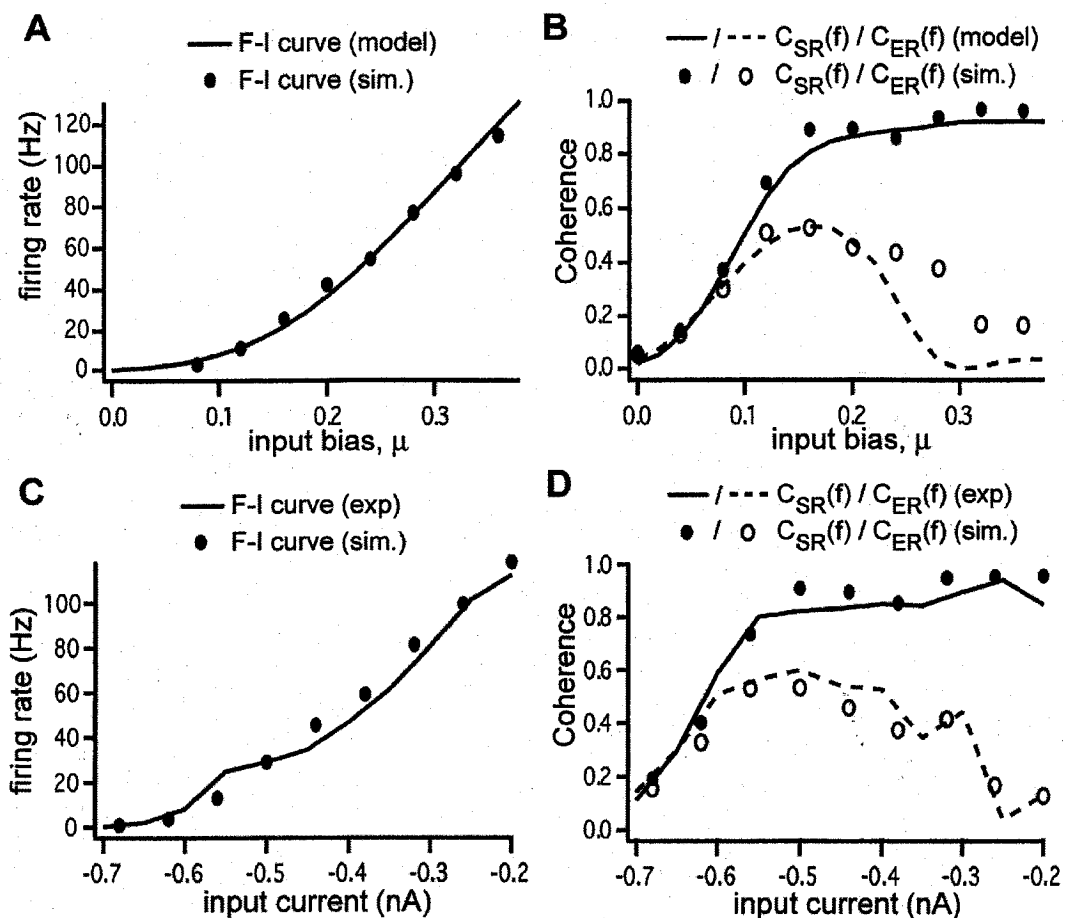 A
F-I curve (model)
F-I curve (sim.)
firing rate (Hz)
120
100
80
60
40
20
0
0.0 0.1 0.2 0.3
input bias, μ
B
/ C_SR(f) / C_ER(f) (model)
/ C_SR(f) / C_ER(f) (sim.)
Coherence
1.0
0.8
0.6
0.4
0.2
0.0
0.0 0.1 0.2 0.3
input bias, μ
C
F-I curve (exp)
F-I curve (sim.)
firing rate (Hz)
100
80
60
40
20
0
-0.7 -0.6 -0.5 -0.4 -0.3 -0.2
input current (nA)
D
/ C_SR(f) / C_ER(f) (exp)
/ C_SR(f) / C_ER(f) (sim.)
Coherence
1.0
0.8
0.6
0.4
0.2
0.0
-0.7 -0.6 -0.5 -0.4 -0.3 -0.2
input current (nA)